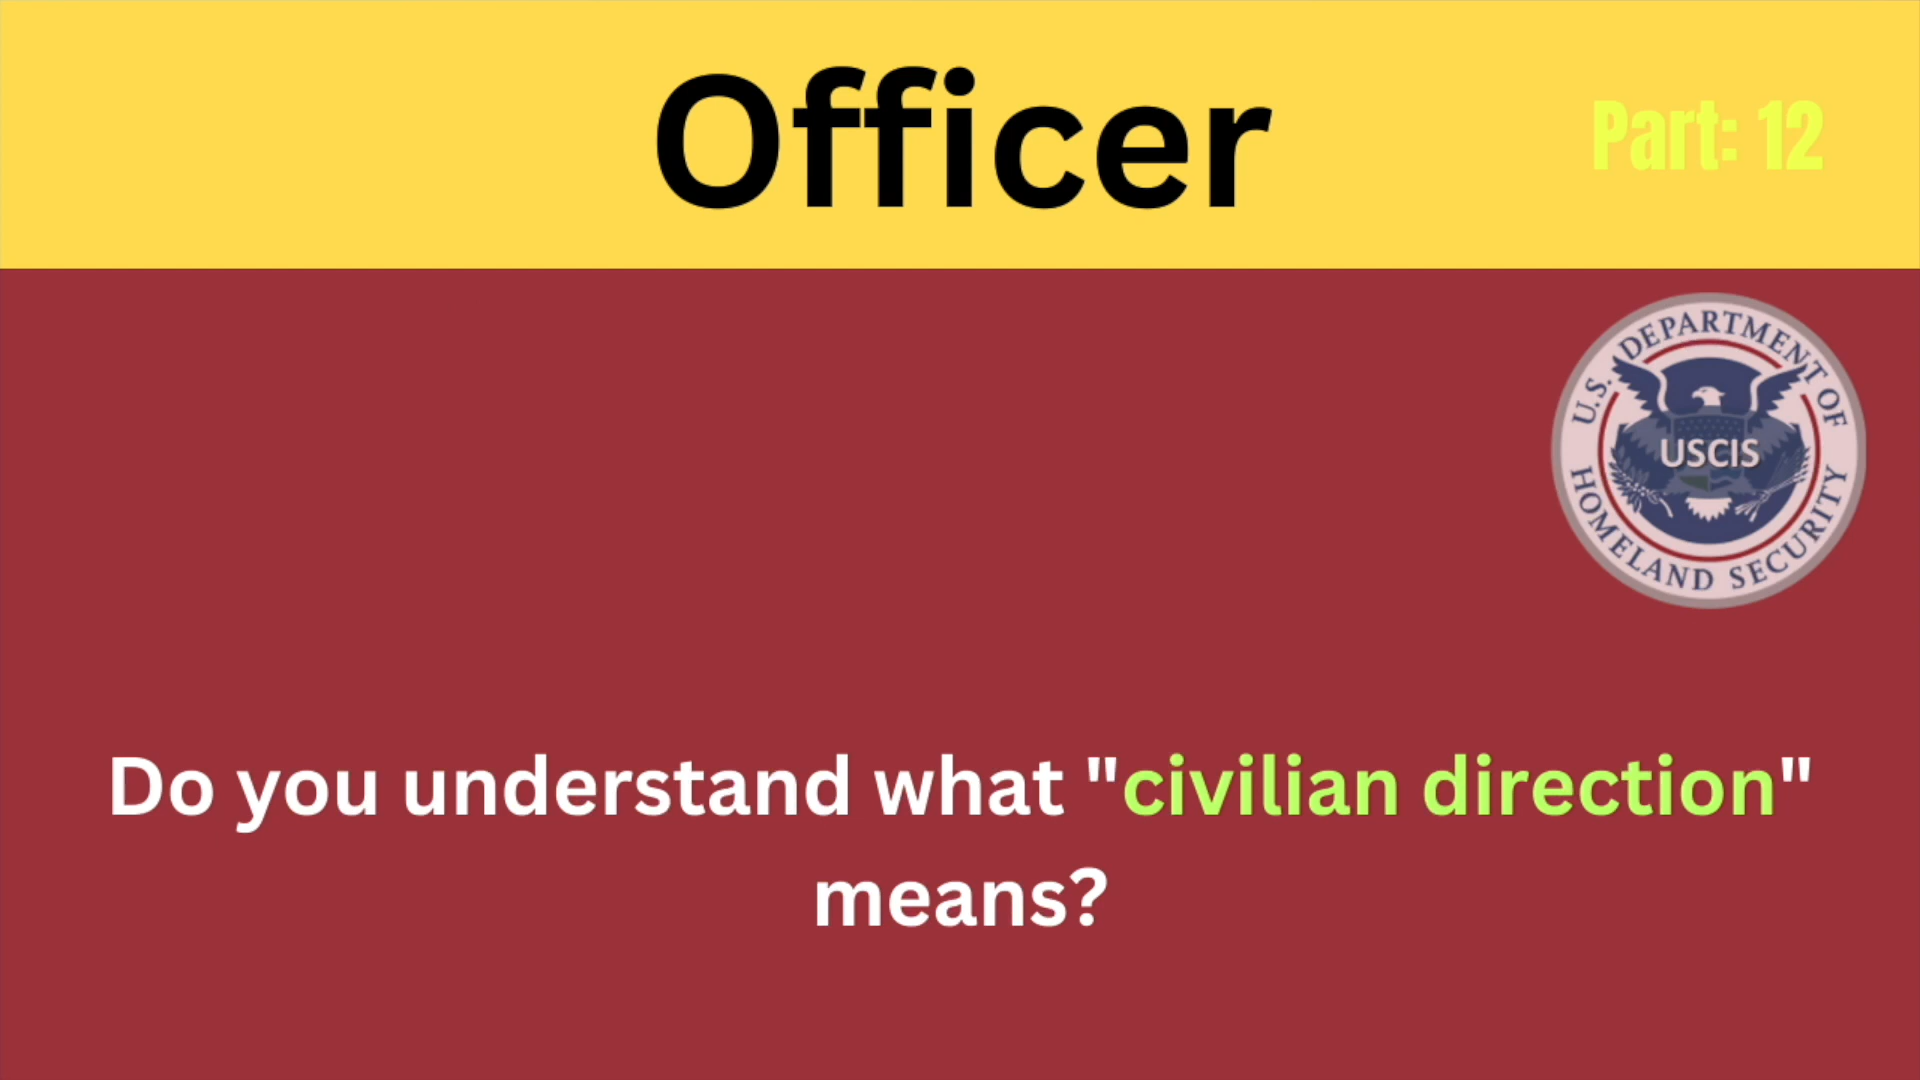 Officer
Part: 12
U.S. DEPARTMENT OF
USCIS
HOMELAND SECURITY
Do you understand what "civilian direction"
means?